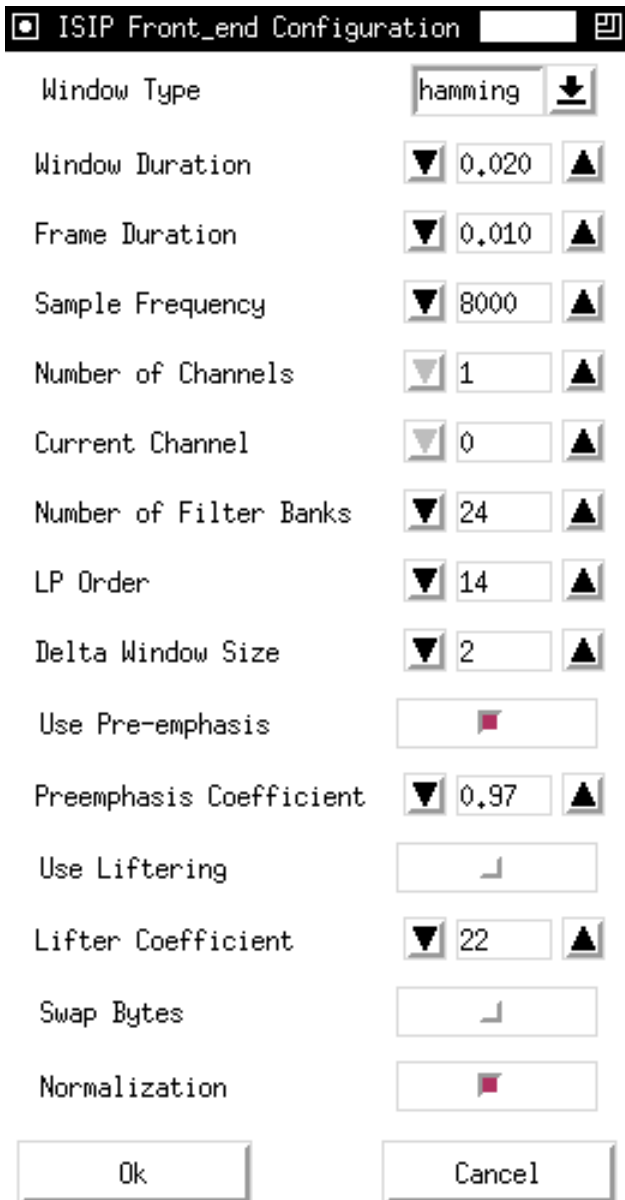 ISIP Front_end Configuration
Window Type hamming
Window Duration 0.020
Frame Duration 0.010
Sample Frequency 8000
Number of Channels 1
Current Channel 0
Number of Filter Banks 24
LP Order 14
Delta Window Size 2
Use Pre-emphasis
Preemphasis Coefficient 0.97
Use Liftering
Lifter Coefficient 22
Swap Bytes
Normalization
Ok Cancel